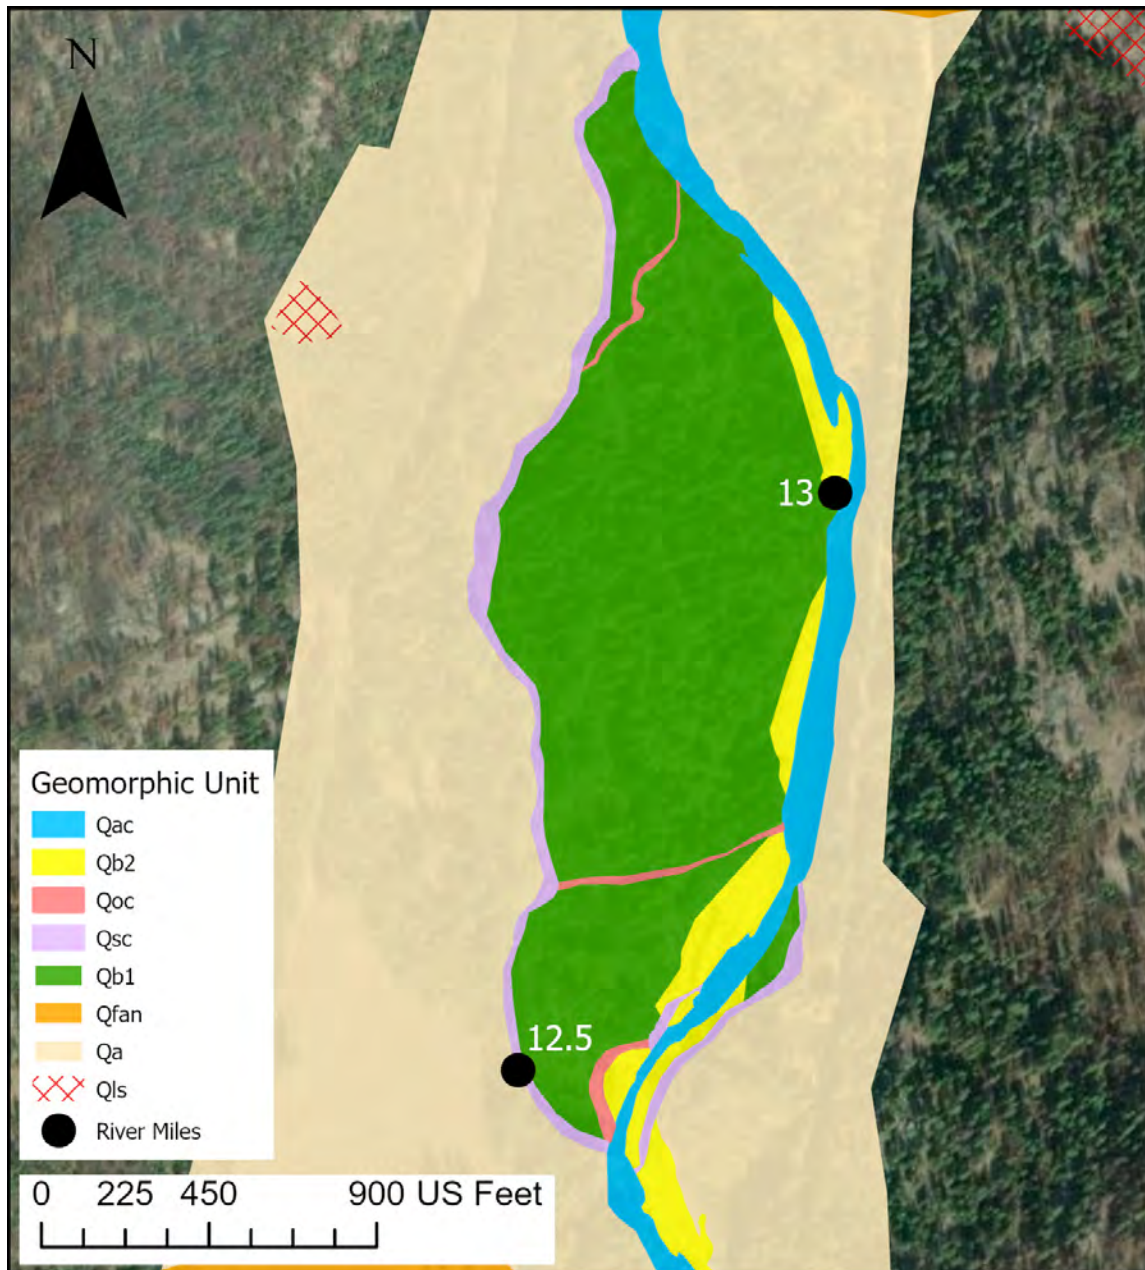 N
13
12.5
Geomorphic Unit
Qac
Qb2
Qoc
Qsc
Qb1
Qfan
Qa
Qls
River Miles
0 225 450 900 US Feet